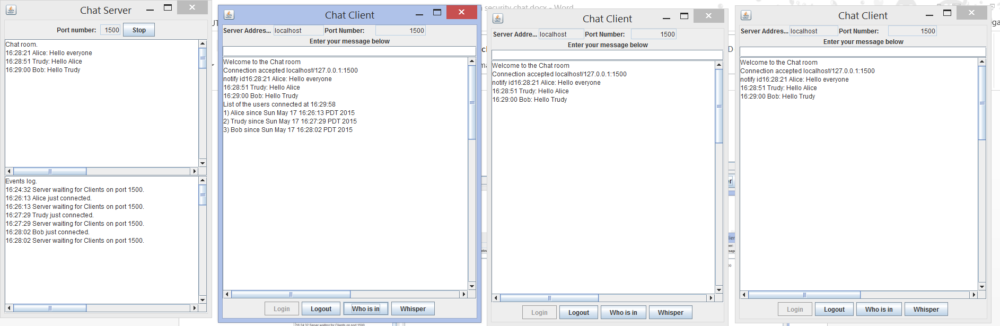 Chat Server
Port number: 1500 Stop
Chat room.
16:28:21 Alice: Hello everyone
16:28:51 Trudy: Hello Alice
16:29:00 Bob: Hello Trudy
Events log.
16:24:32 Server waiting for Clients on port 1500.
16:26:13 Alice just connected.
16:26:13 Server waiting for Clients on port 1500.
16:27:29 Trudy just connected.
16:27:29 Server waiting for Clients on port 1500.
16:28:02 Bob just connected.
16:28:02 Server waiting for Clients on port 1500.
security chat.docx - Word
Chat Client
Server Addres... localhost Port Number: 1500
Enter your message below
Welcome to the Chat room
Connection accepted localhost/127.0.0.1:1500
notify id16:28:21 Alice: Hello everyone
16:28:51 Trudy: Hello Alice
16:29:00 Bob: Hello Trudy
List of the users connected at 16:29:58
1) Alice since Sun May 17 16:26:13 PDT 2015
2) Trudy since Sun May 17 16:27:29 PDT 2015
3) Bob since Sun May 17 16:28:02 PDT 2015
Login Logout Who is in Whisper
16:24:32 Server waiting for Clients on port 1500.
Chat Client
Server Addre... localhost Port Number: 1500
Enter your message below
Welcome to the Chat room
Connection accepted localhost/127.0.0.1:1500
notify id16:28:21 Alice: Hello everyone
16:28:51 Trudy: Hello Alice
16:29:00 Bob: Hello Trudy
Login Logout Who is in Whisper
Chat Client
Server Addres... localhost Port Number: 1500
Enter your message below
Welcome to the Chat room
Connection accepted localhost/127.0.0.1:1500
notify id16:28:21 Alice: Hello everyone
16:28:51 Trudy: Hello Alice
16:29:00 Bob: Hello Trudy
Login Logout Who is in Whisper